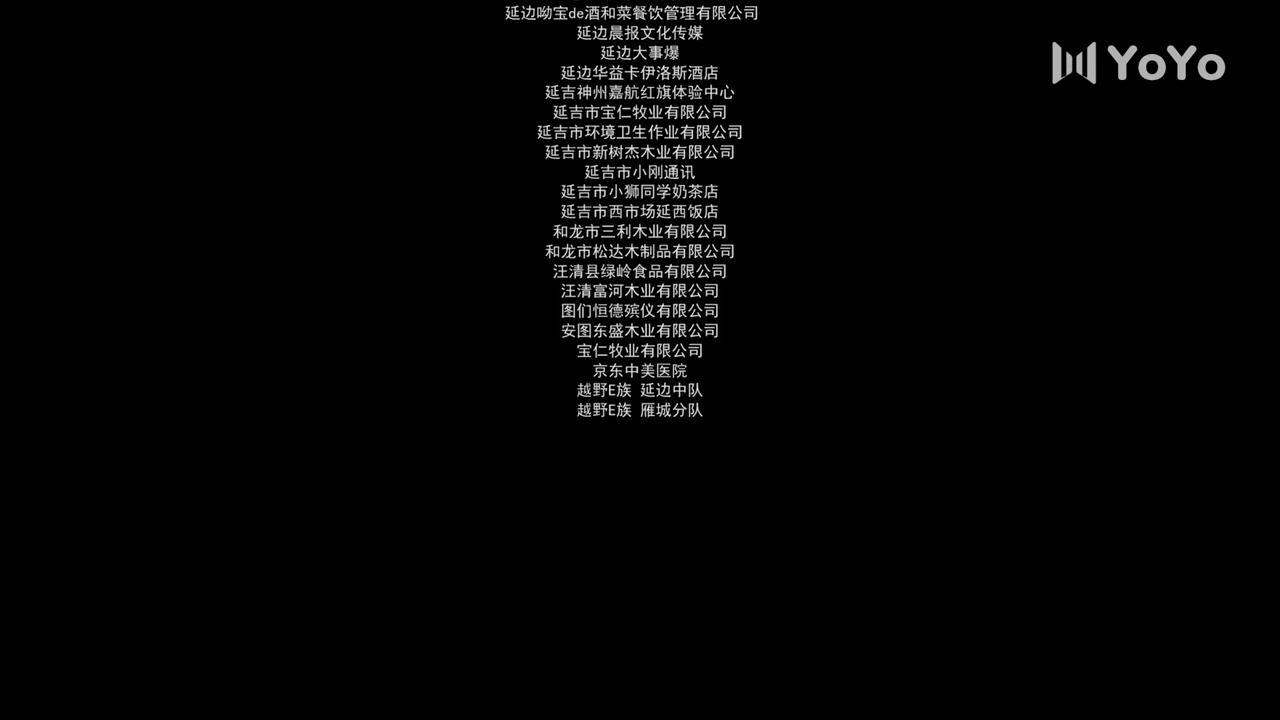 延边呦宝de酒和菜餐饮管理有限公司
延边晨报文化传媒
延边大事爆
延边华益卡伊洛斯酒店
延吉神州嘉航红旗体验中心
延吉市宝仁牧业有限公司
延吉市环境卫生作业有限公司
延吉市新树杰木业有限公司
延吉市小刚通讯
延吉市小狮同学奶茶店
延吉市西市场延西饭店
和龙市三利木业有限公司
和龙市松达木制品有限公司
汪清县绿岭食品有限公司
汪清富河木业有限公司
图们恒德殡仪有限公司
安图东盛木业有限公司
宝仁牧业有限公司
京东中美医院
越野E族 延边中队
越野E族 雁城分队
YoYo